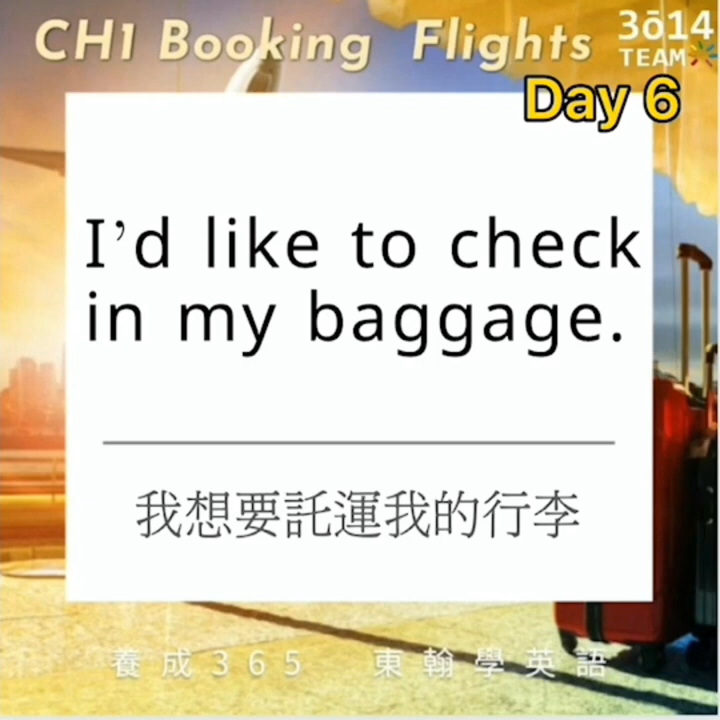 CH1 Booking Flights
3ō14
TEAM
Day 6
I’d like to check
in my baggage.
我想要託運我的行李
養成365 東翰學英語